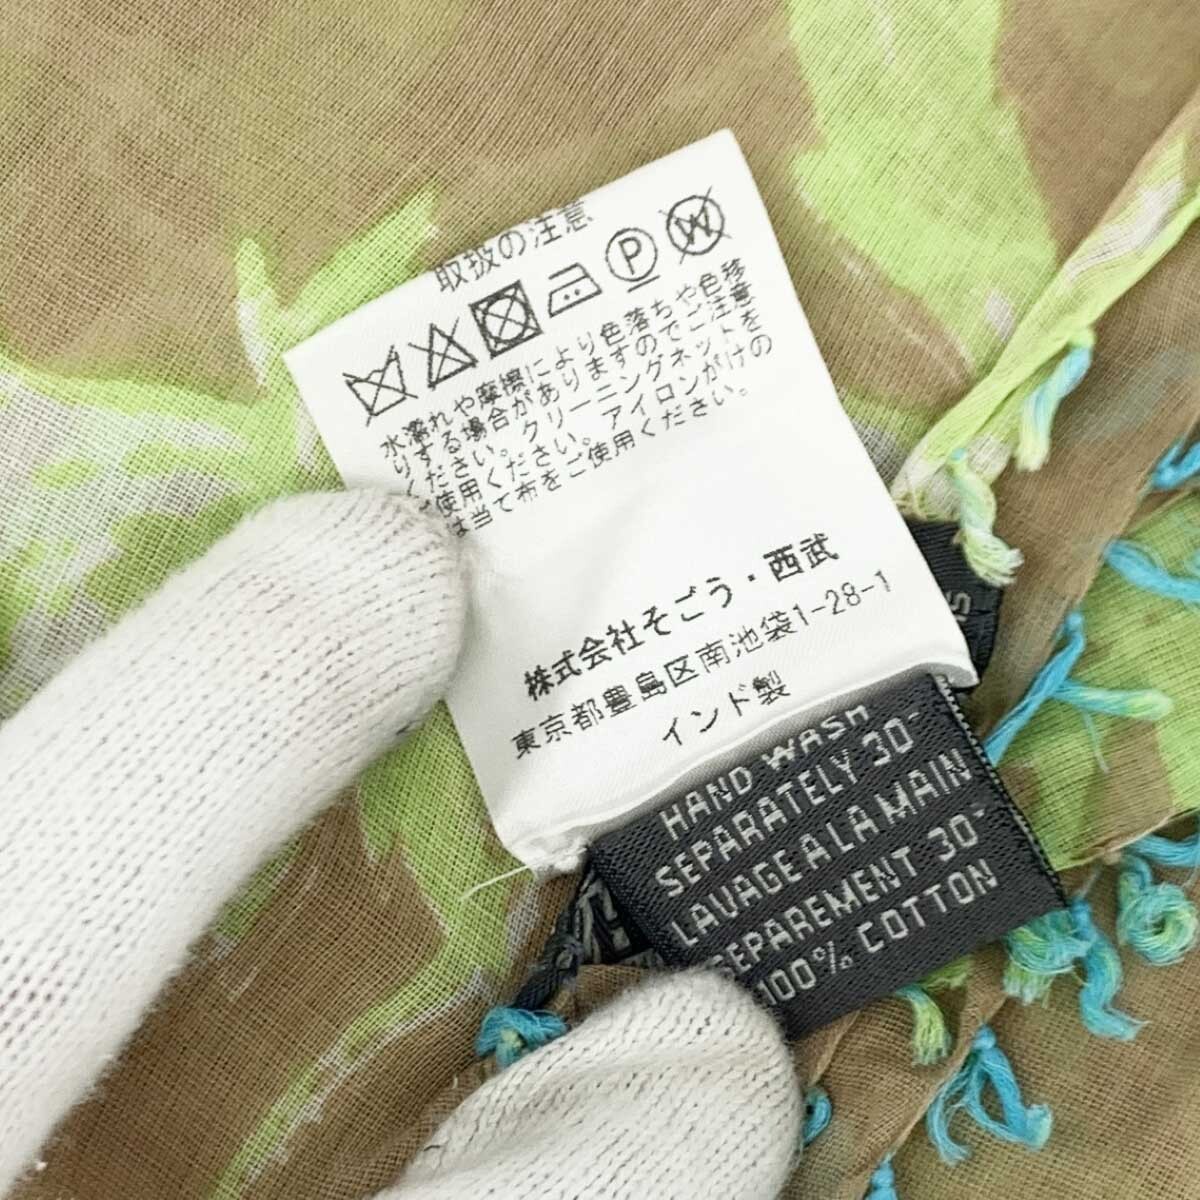 取扱の注意
P W
水濡れや摩擦により色落ちや色移
りする場合がありますのでご注意
ください。クリーニングネットを
ご使用ください。アイロンがけの
は当て布をご使用ください。
株式会社そごう・西武
東京都豊島区南池袋1-28-1
インド製
HAND WASH
SEPARATELY 30-
LAVAGE A LA MAIN
SEPAREMENT 30-
100% COTTON